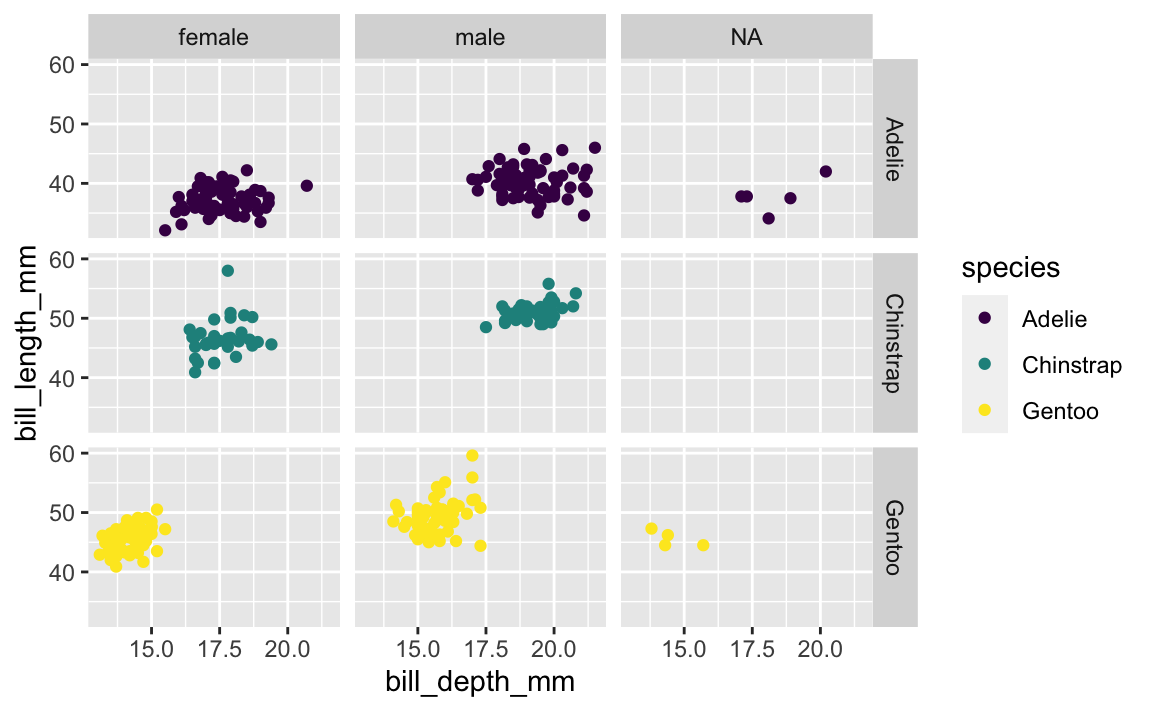 female male NA
60
50
40
Adelie
60
50
40
Chinstrap
60
50
40
Gentoo
15.0 17.5 20.0 15.0 17.5 20.0 15.0 17.5 20.0
bill_depth_mm
bill_length_mm
species
Adelie
Chinstrap
Gentoo